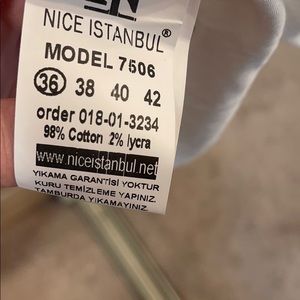 NICE ISTANBUL®
MODEL 7506
36 38 40 42
order 018-01-3234
98% Cotton 2% lycra
www.niceistanbul.net
YIKAMA GARANTİSİ YOKTUR
KURU TEMİZLEME YAPINIZ.
TAMBURDA YIKAMAYINIZ.